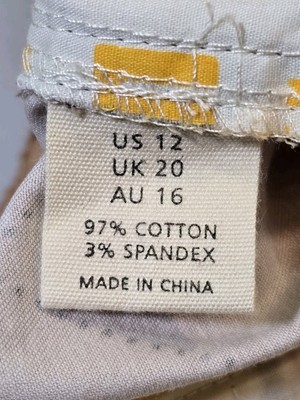 US 12
UK 20
AU 16
97% COTTON
3% SPANDEX
MADE IN CHINA